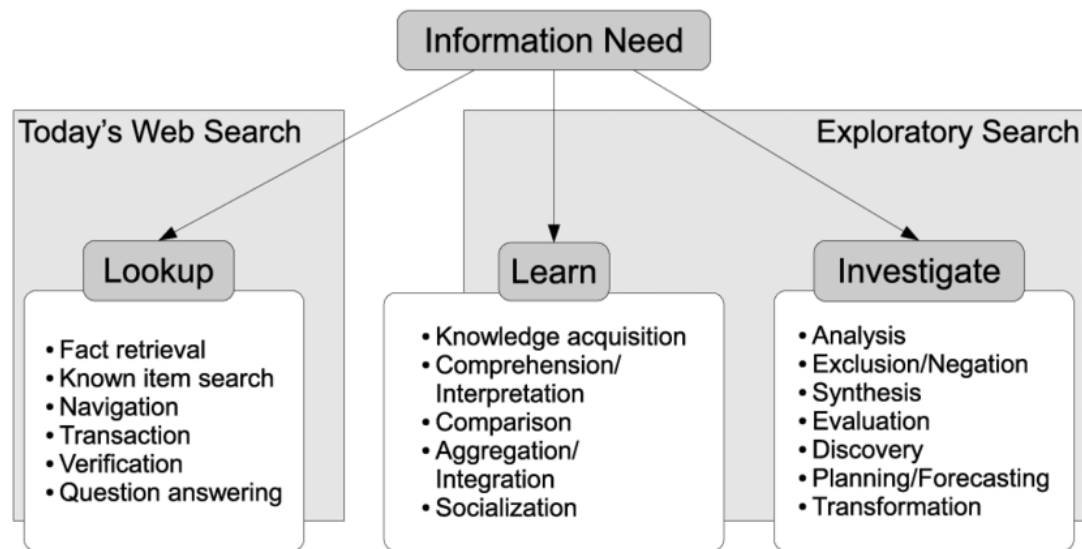 Information Need
Today's Web Search
Exploratory Search
Lookup
• Fact retrieval
• Known item search
• Navigation
• Transaction
• Verification
• Question answering
Learn
• Knowledge acquisition
• Comprehension/
Interpretation
• Comparison
• Aggregation/
Integration
• Socialization
Investigate
• Analysis
• Exclusion/Negation
• Synthesis
• Evaluation
• Discovery
• Planning/Forecasting
• Transformation